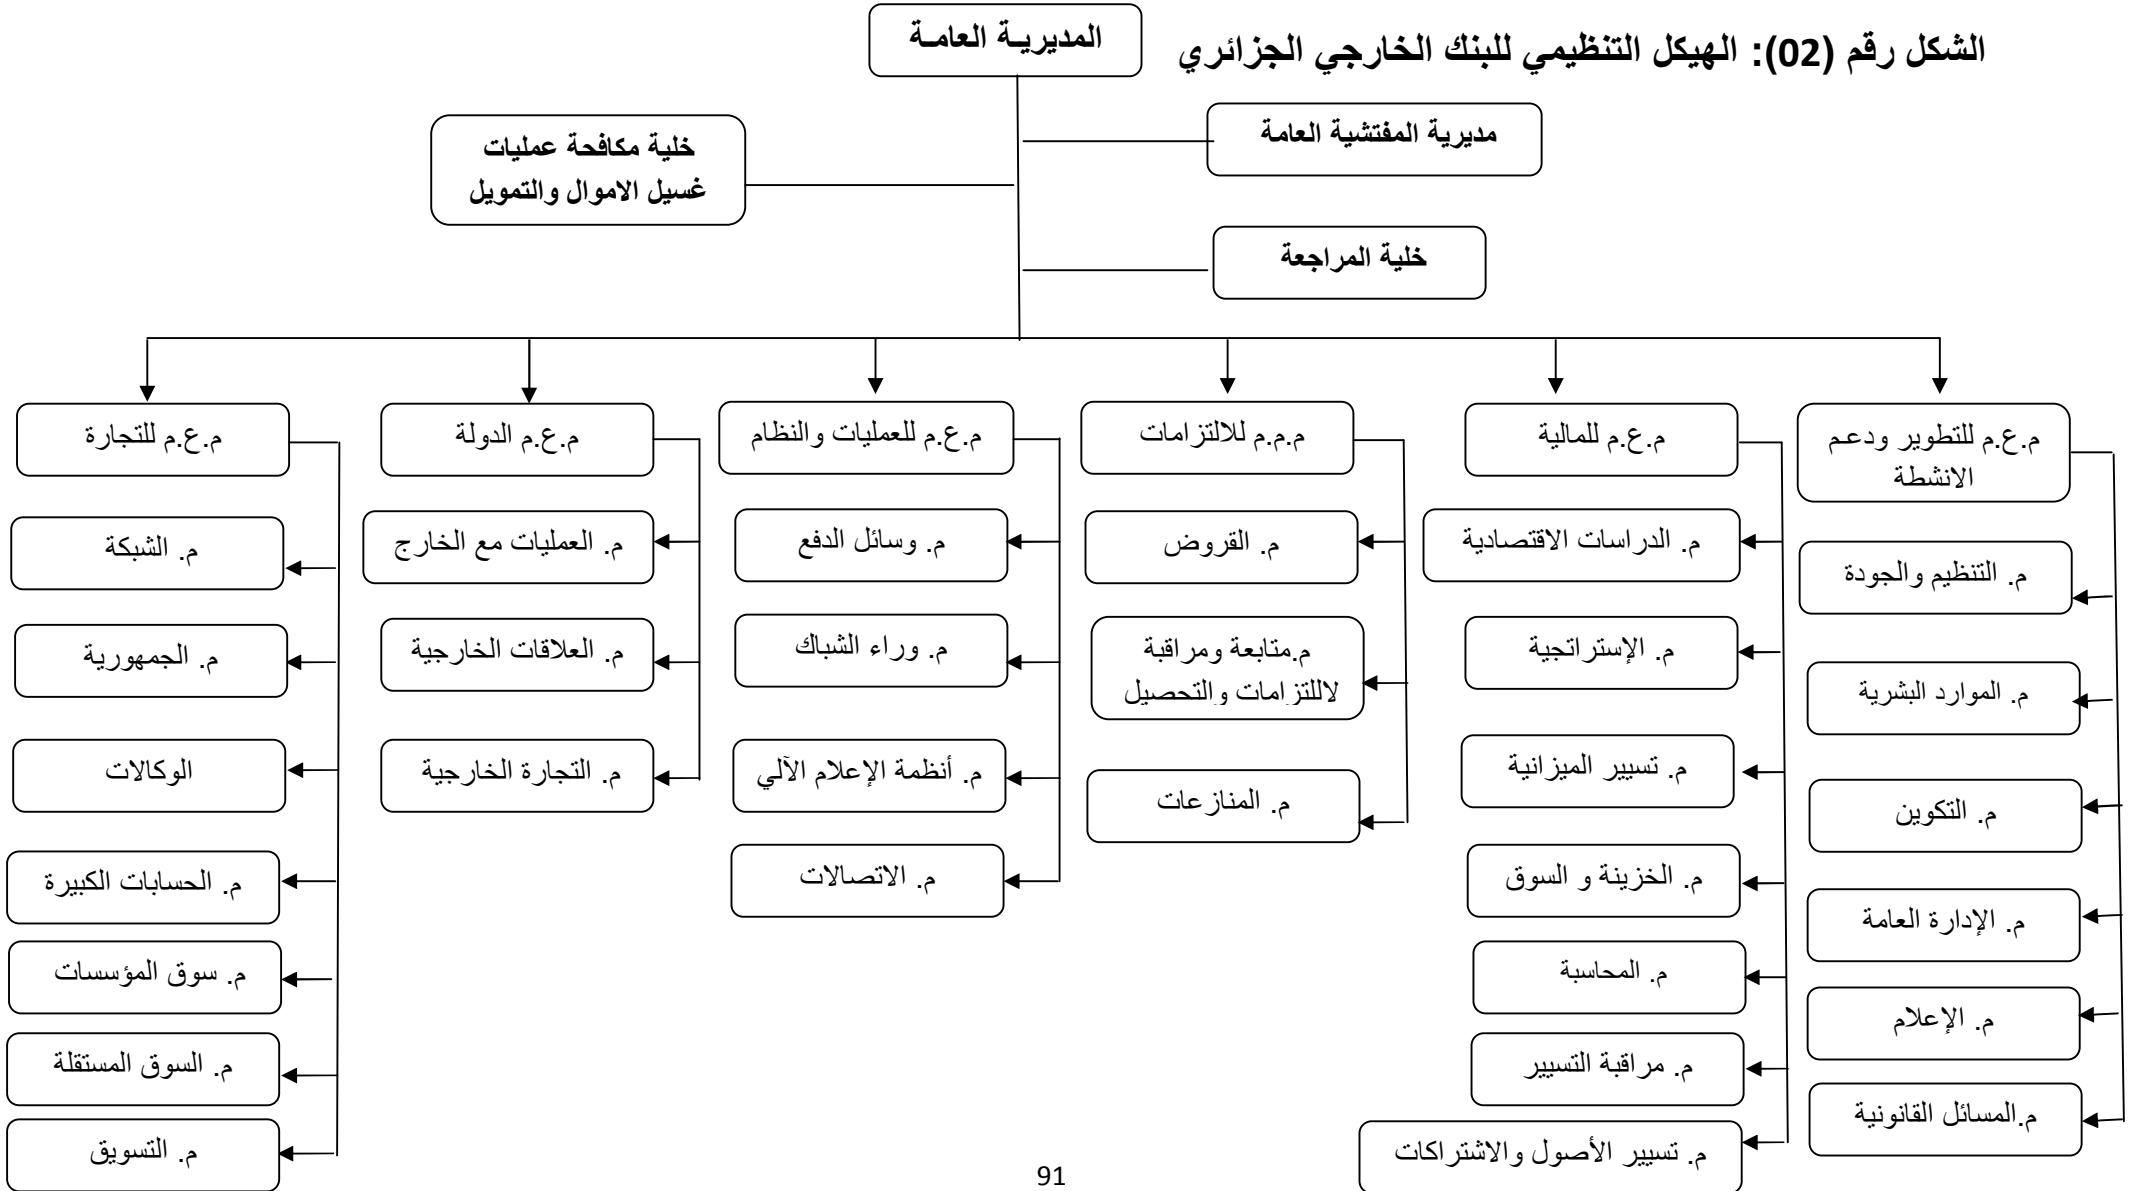 الشكل رقم (02): الهيكل التنظيمي للبنك الخارجي الجزائري
المديريـة العامـة
مديرية المفتشية العامة
خلية مكافحة عمليات
غسيل الاموال والتمويل
خلية المراجعة
م.ع.م للتطوير ودعـم
الانشطة
م. التنظيم والجودة
م. الموارد البشرية
م. التكوين
م. الإدارة العامة
م. الإعلام
م.المسائل القانونية
م.ع.م للمالية
م. الدراسات الاقتصادية
م. الإستراتجية
م. تسيير الميزانية
م. الخزينة و السوق
م. المحاسبة
م. مراقبة التسيير
م. تسيير الأصول والاشتراكات
م.م.م للالتزامات
م. القروض
م.متابعة ومراقبة
لاللتزامات والتحصيل
م. المنازعات
م.ع.م للعمليات والنظام
م. وسائل الدفع
م. وراء الشباك
م. أنظمة الإعلام الآلي
م. الاتصالات
م.ع.م الدولة
م. العمليات مع الخارج
م. العلاقات الخارجية
م. التجارة الخارجية
م.ع.م للتجارة
م. الشبكة
م. الجمهورية
الوكالات
م. الحسابات الكبيرة
م. سوق المؤسسات
م. السوق المستقلة
م. التسويق
91